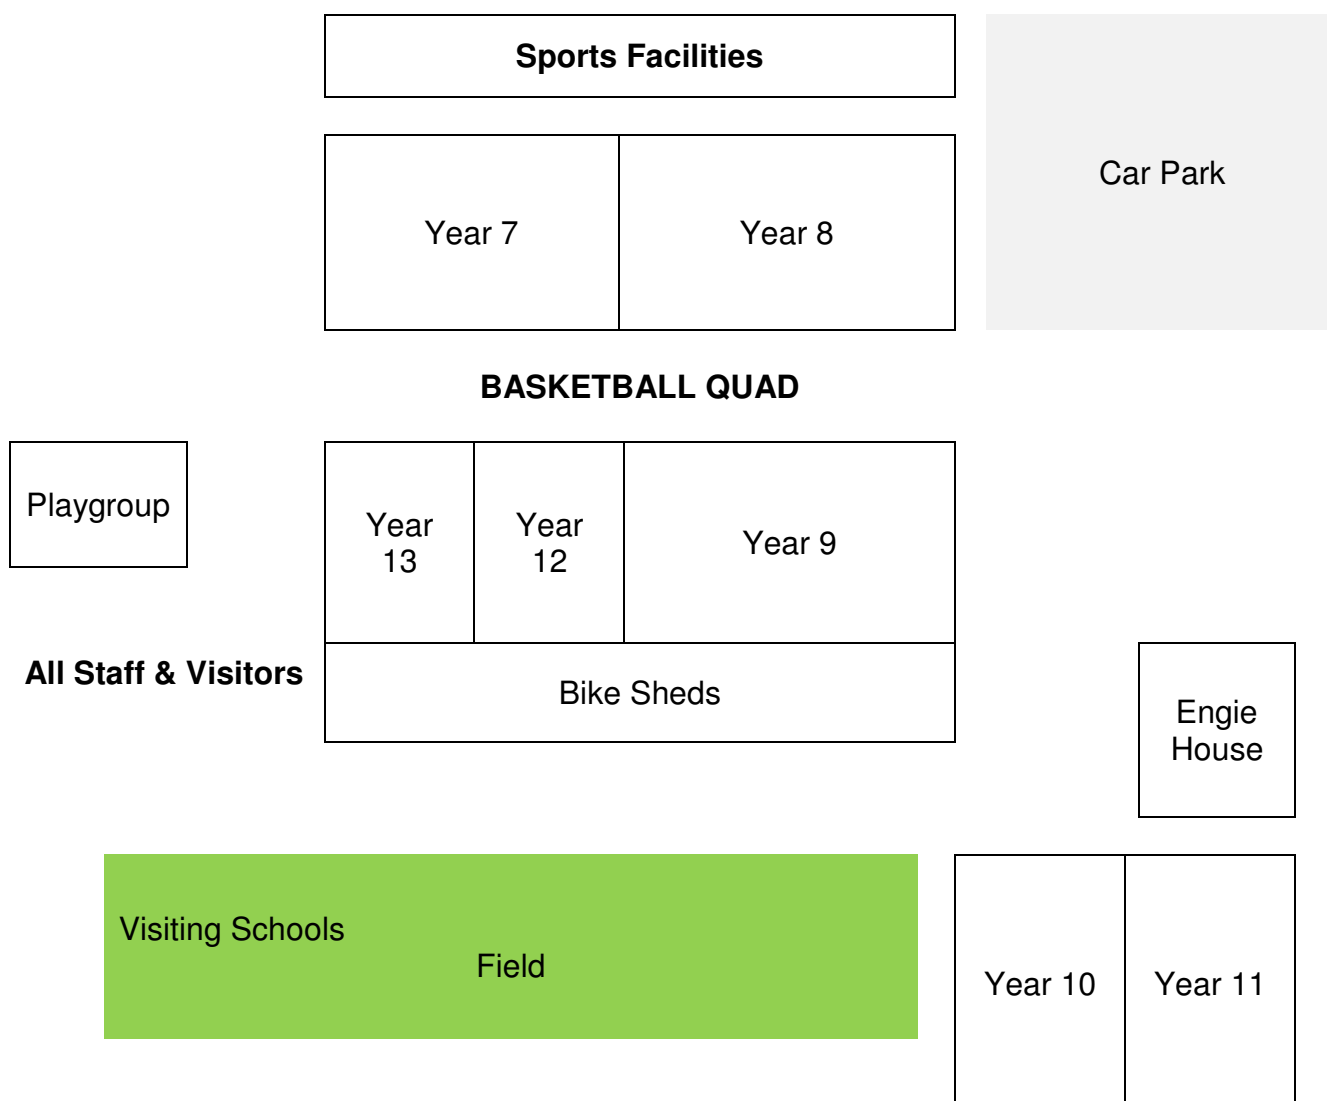 Sports Facilities
Car Park
Year 7
Year 8
BASKETBALL QUAD
Playgroup
Year
13
Year
12
Year 9
All Staff & Visitors
Bike Sheds
Engie
House
Visiting Schools
Field
Year 10
Year 11